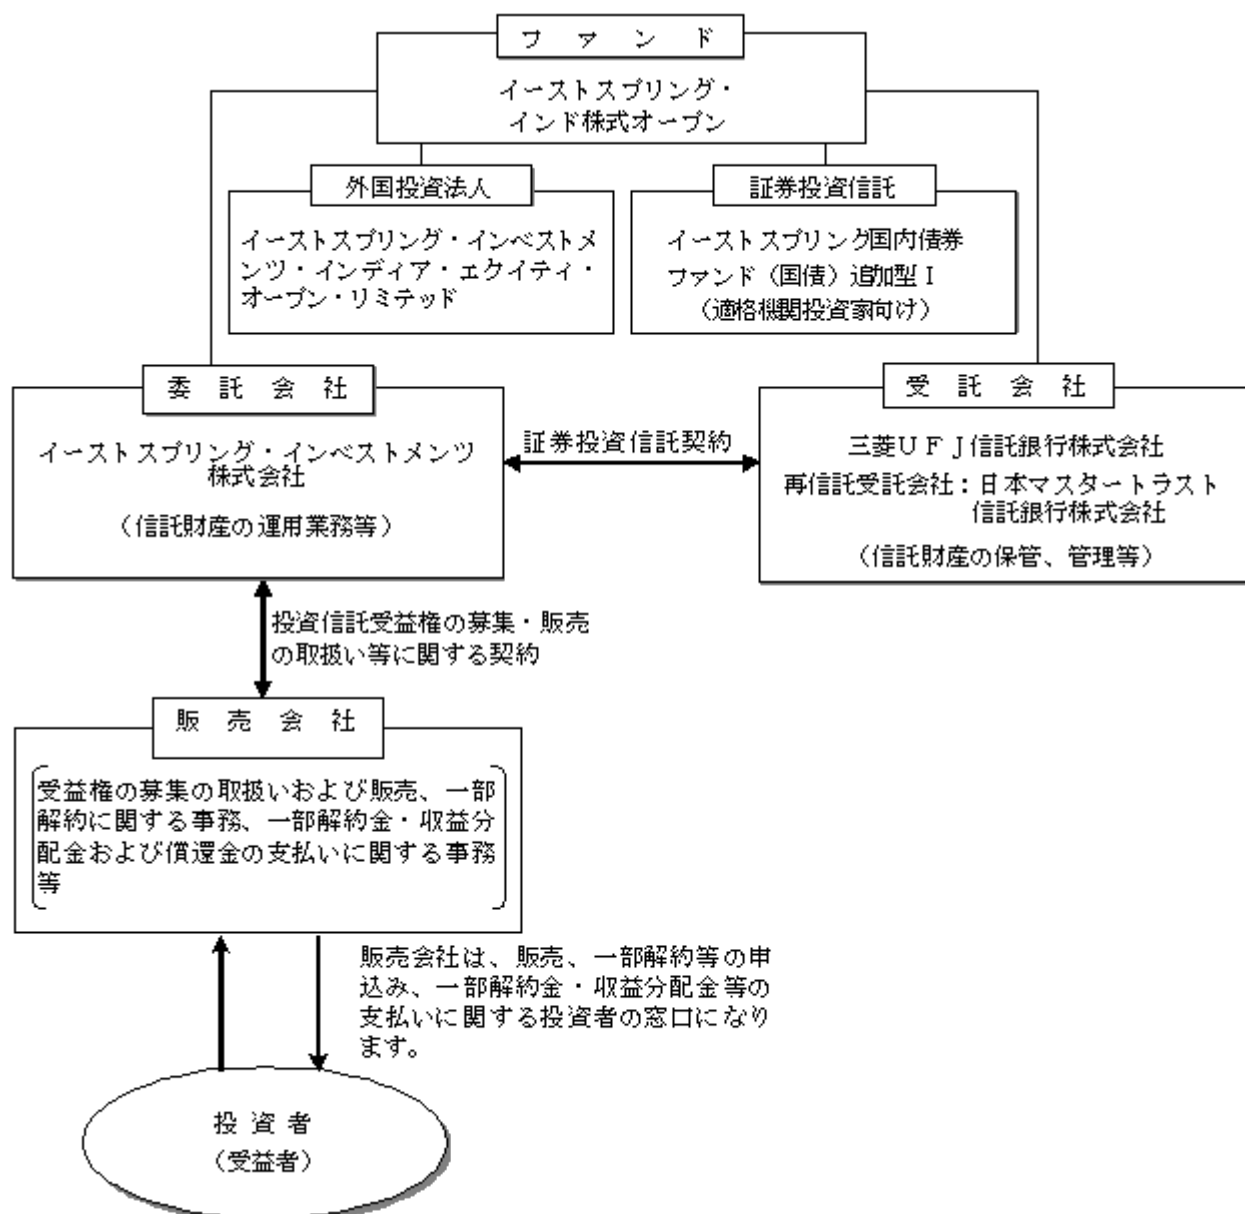 ファンド
イーストスプリング・
インド株式オープン
外国投資法人
イーストスプリング・インベストメ
ンツ・インディア・エクイティ・
オープン・リミテッド
証券投資信託
イーストスプリング国内債券
ファンド（国債）追加型Ⅰ
（適格機関投資家向け）
委託会社
イーストスプリング・インベストメンツ
株式会社
（信託財産の運用業務等）
証券投資信託契約
受託会社
三菱ＵＦＪ信託銀行株式会社
再信託受託会社：日本マスタートラスト
信託銀行株式会社
（信託財産の保管、管理等）
投資信託受益権の募集・販売
の取扱い等に関する契約
販売会社
受益権の募集の取扱いおよび販売、一部
解約に関する事務、一部解約金・収益分
配金および償還金の支払いに関する事務
等
販売会社は、販売、一部解約等の申
込み、一部解約金・収益分配金等の
支払いに関する投資者の窓口になり
ます。
投資者
（受益者）